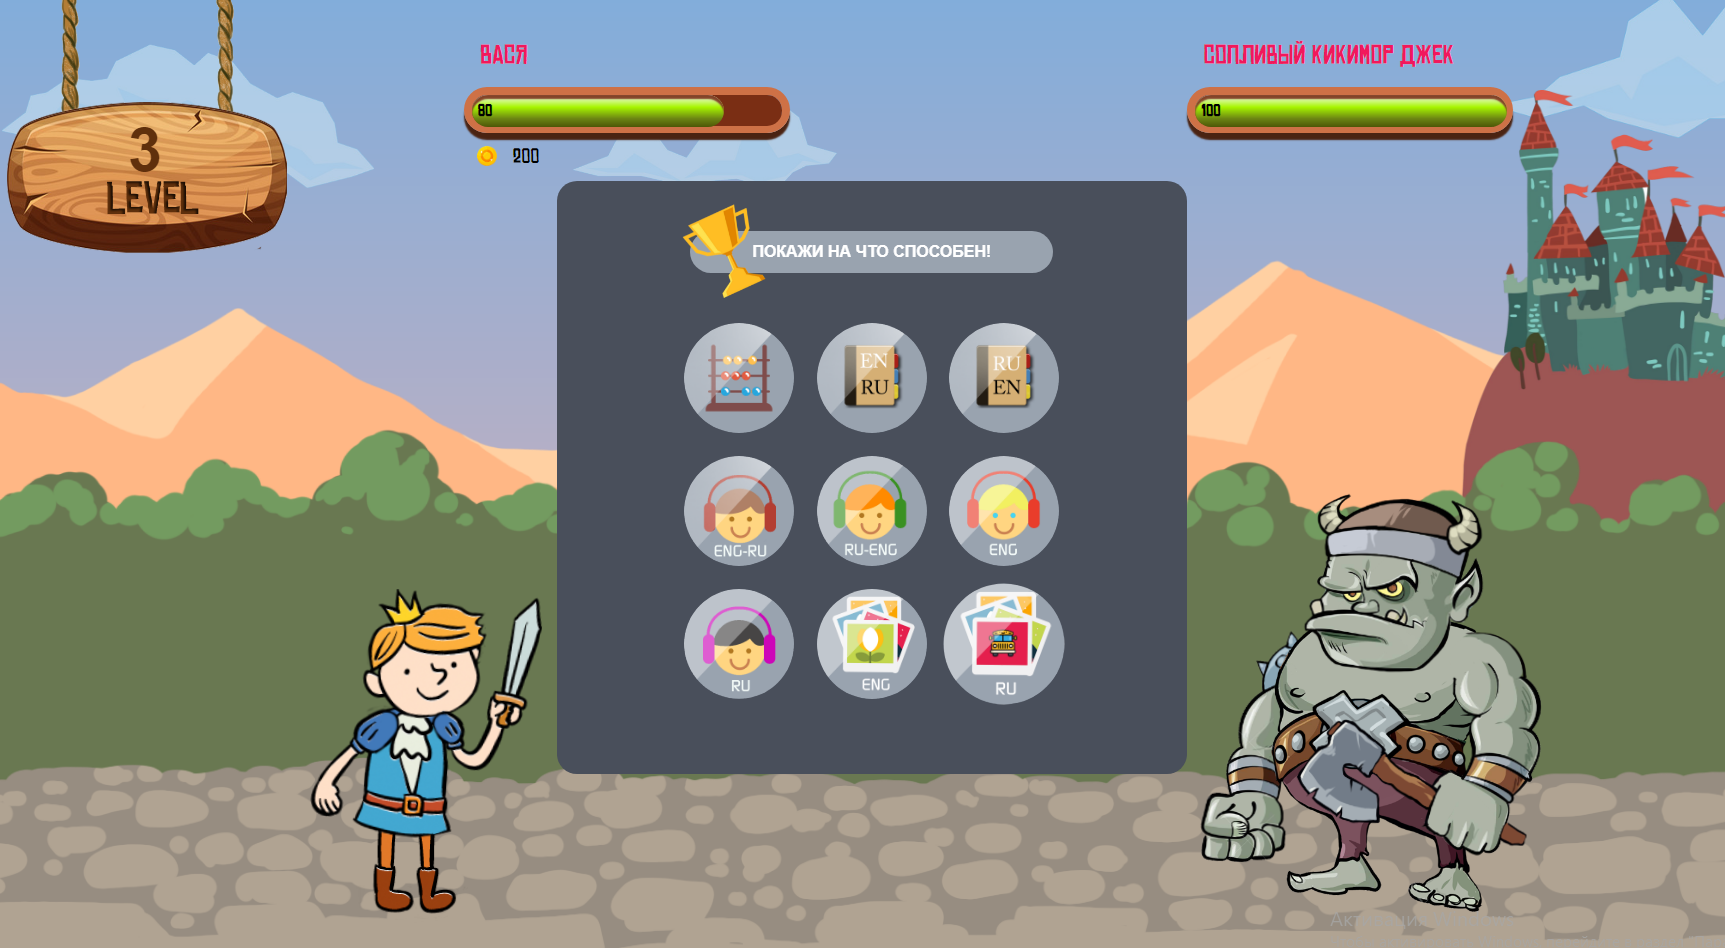 3
LEVEL
ВАСЯ
80
200
СОПЛИВЫЙ КИКИМОР ДЖЕК
100
ПОКАЖИ НА ЧТО СПОСОБЕН!
EN
RU
RU
EN
ENG-RU
RU-ENG
ENG
RU
ENG
RU